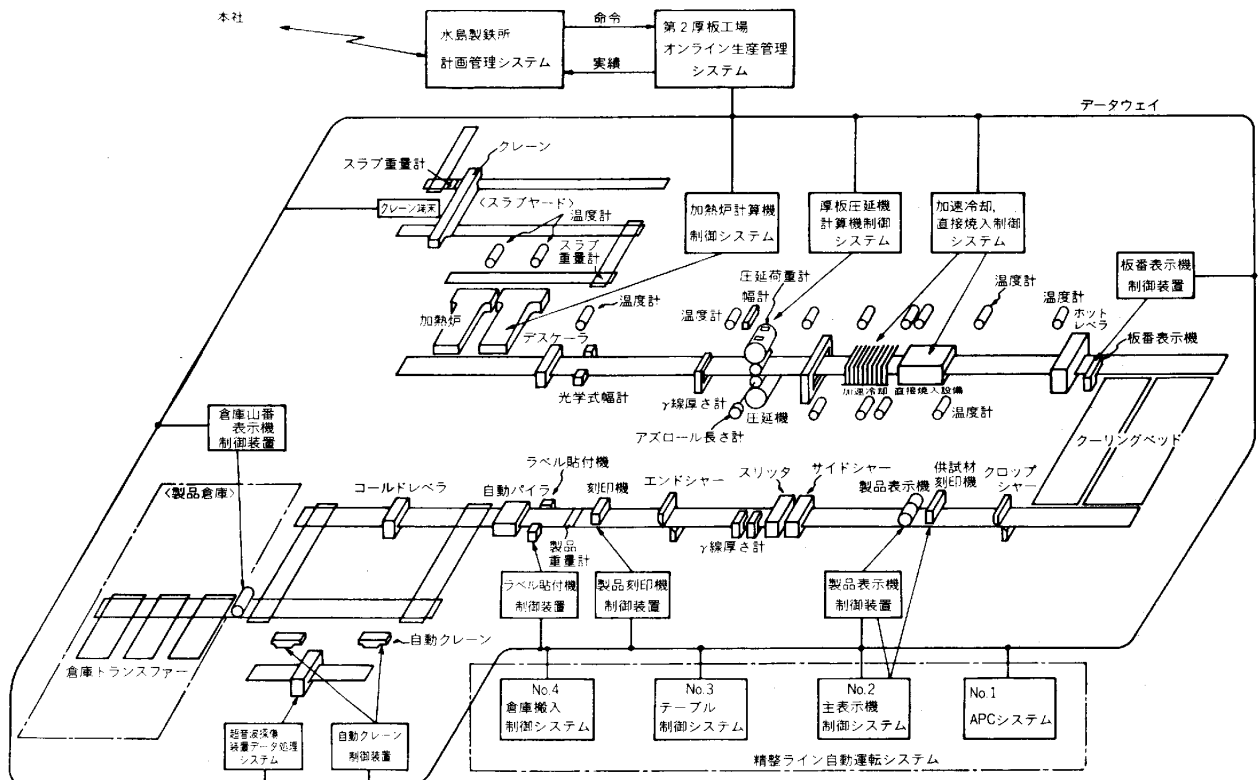 本社
水島製鉄所
計画管理システム
命令
実績
第2厚板工場
オンライン生産管理
システム
データウェイ
クレーン
スラブ重量計
クレーン端末
〈スラブヤード〉
温度計
スラブ
重量計
加熱炉計算機
制御システム
厚板圧延機
計算機制御
システム
加速冷却,
直接焼入制御
システム
板番表示機
制御装置
加熱炉
温度計
デスケーラ
光学式幅計
温度計
圧延荷重計
幅計
γ線厚さ計
圧延機
アズロール長さ計
加速冷却
直接焼入設備
温度計
温度計
温度計
ホット
レベラ
板番表示機
クーリングベッド
倉庫山番
表示機
制御装置
〈製品倉庫〉
コールドレベラ
自動パイラ
ラベル貼付機
刻印機
製品
重量計
エンドシャー
γ線厚さ計
スリッタ
サイドシャー
製品表示機
供試材
刻印機
クロップ
シャー
ラベル貼付機
制御装置
製品刻印機
制御装置
製品表示機
制御装置
倉庫トランスファー
自動クレーン
超音波探傷
装置データ処理
システム
自動クレーン
制御装置
No.4
倉庫搬入
制御システム
No.3
テーブル
制御システム
No.2
主表示機
制御システム
No.1
APCシステム
精整ライン自動運転システム